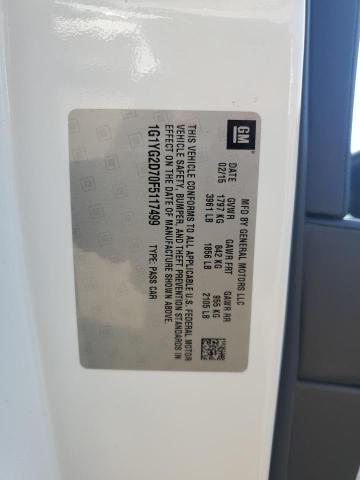 GM
MFD BY GENERAL MOTORS LLC
DATE GVWR GAWR FRT GAWR RR
02/15 1797 KG 842 KG 955 KG
3961 LB 1856 LB 2105 LB
THIS VEHICLE CONFORMS TO ALL APPLICABLE U.S. FEDERAL MOTOR
VEHICLE SAFETY, BUMPER, AND THEFT PREVENTION STANDARDS IN
EFFECT ON THE DATE OF MANUFACTURE SHOWN ABOVE.
1G1YG2D70F5117499 TYPE: PASS CAR